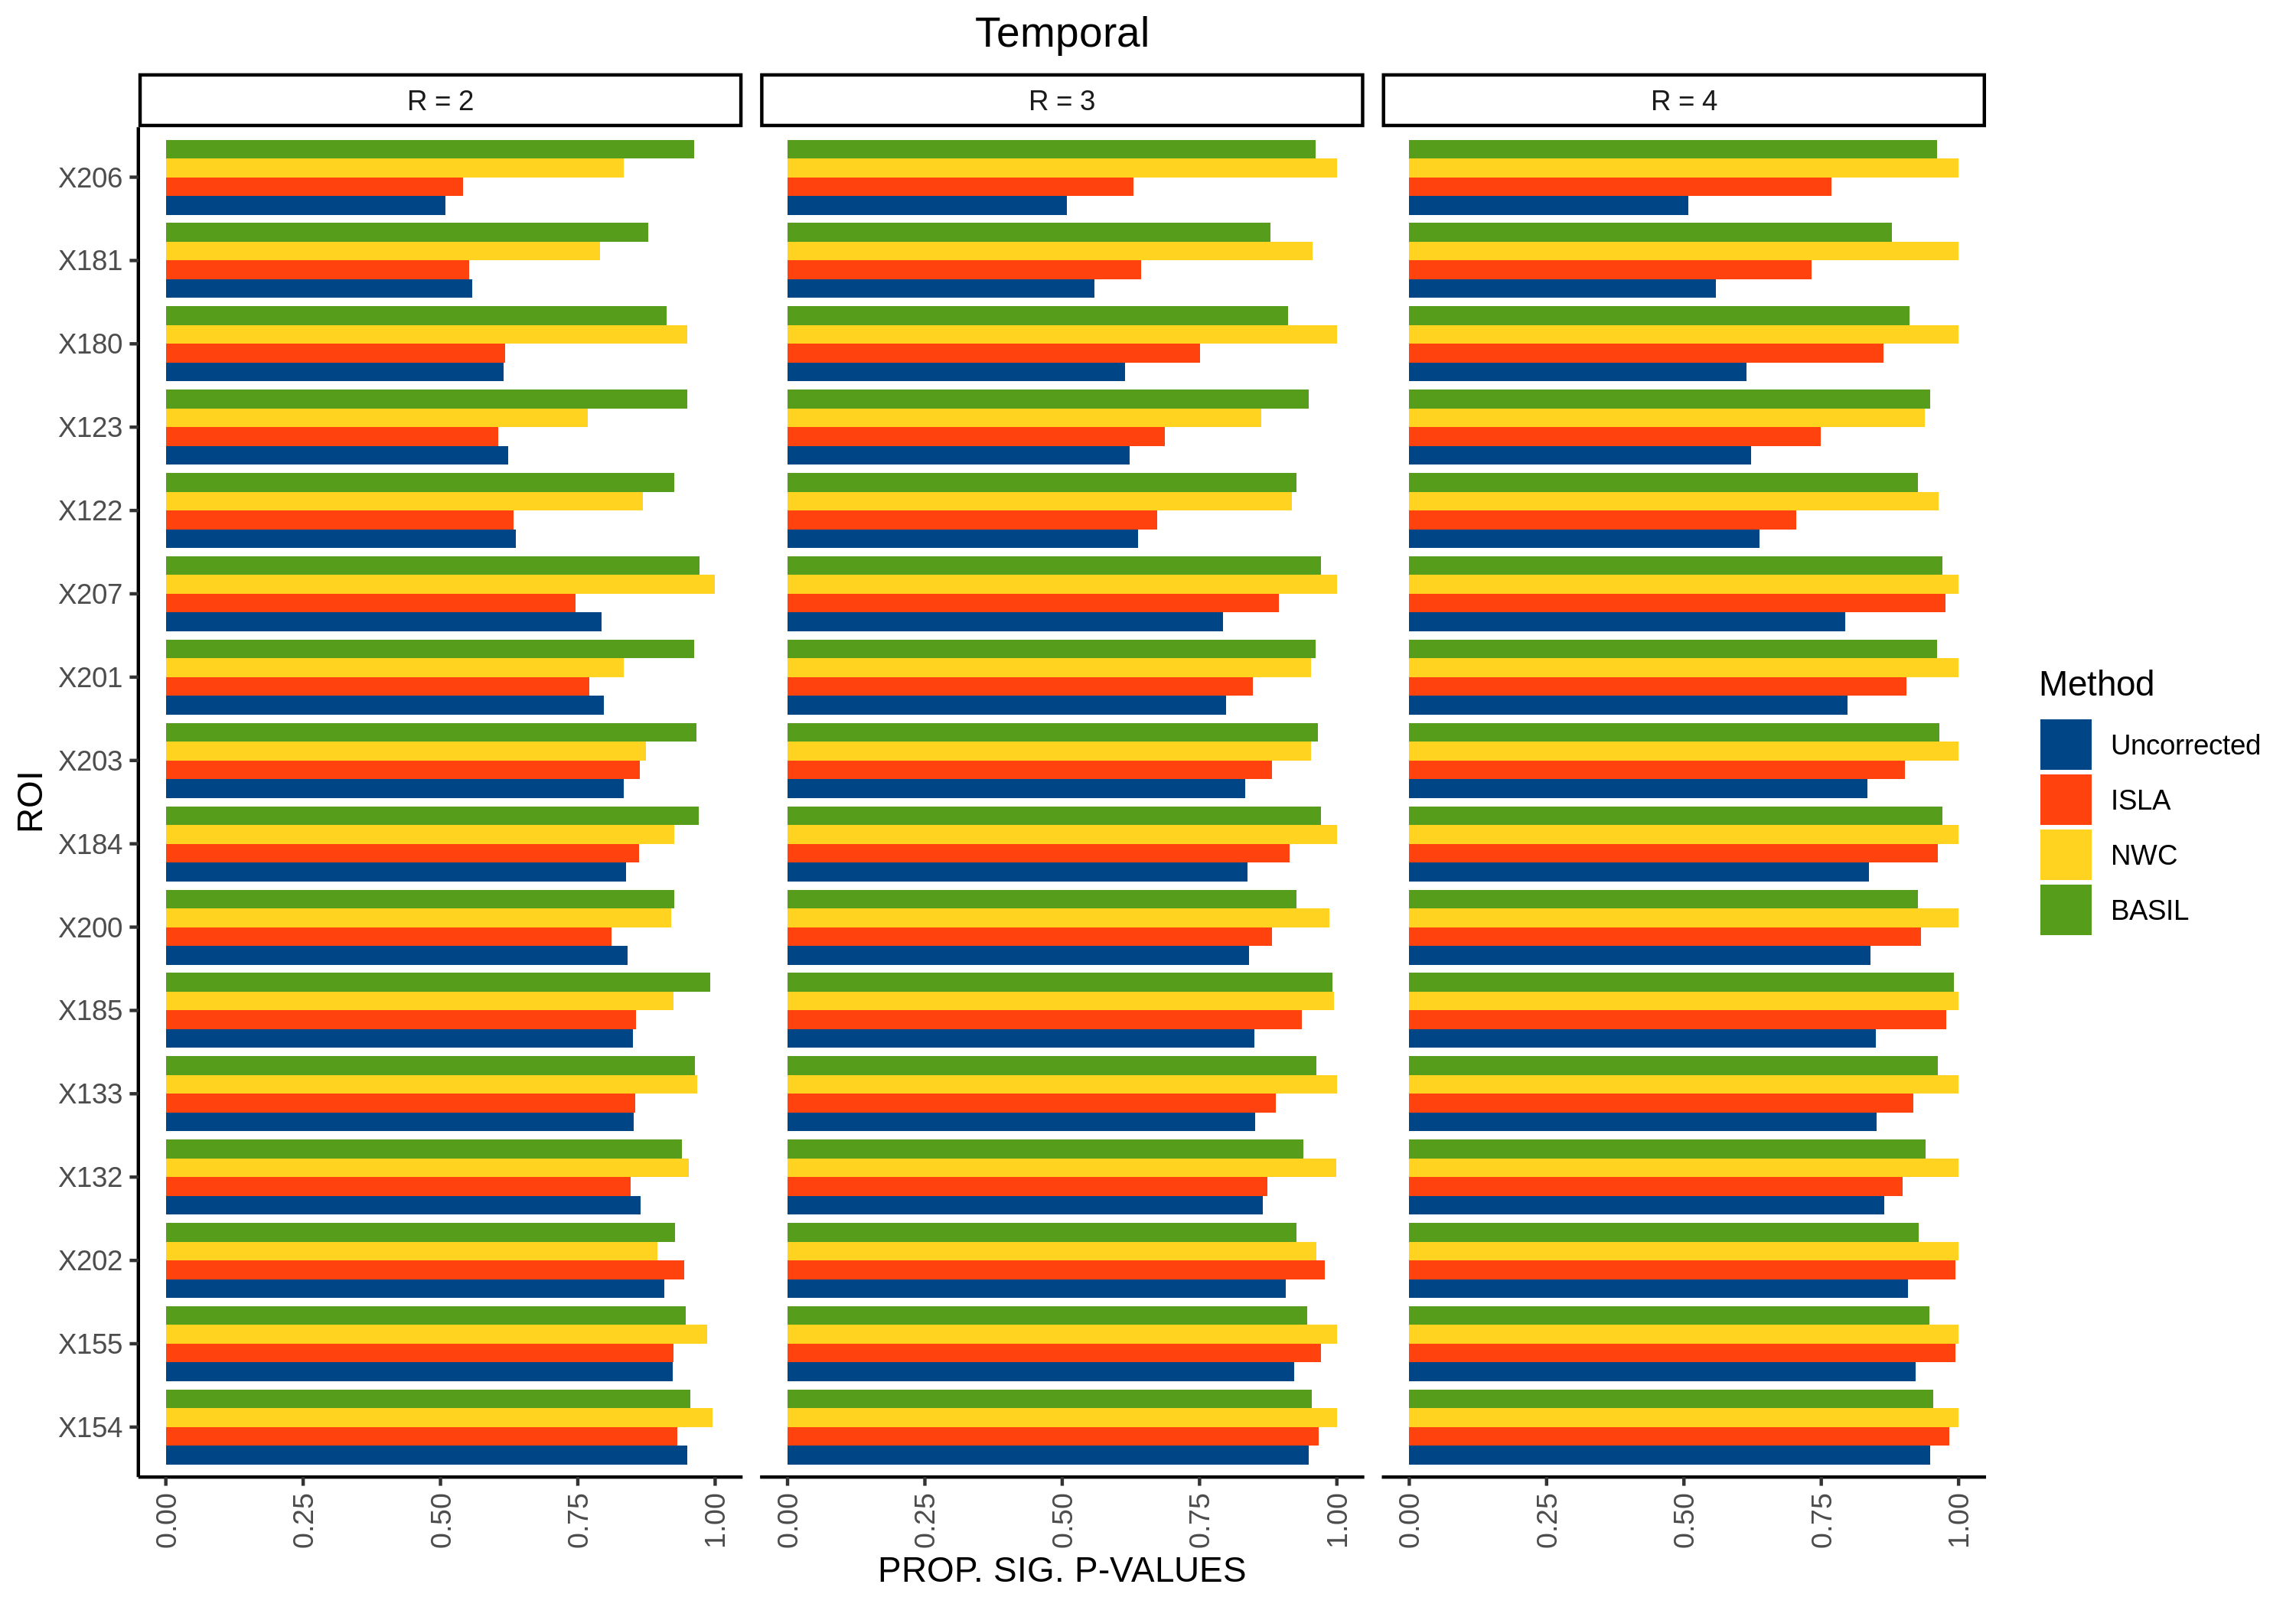 Temporal
R = 2
R = 3
R = 4
ROI
X206
X181
X180
X123
X122
X207
X201
X203
X184
X200
X185
X133
X132
X202
X155
X154
0.00 0.25 0.50 0.75 1.00
0.00 0.25 0.50 0.75 1.00
0.00 0.25 0.50 0.75 1.00
PROP. SIG. P-VALUES
Method
Uncorrected
ISLA
NWC
BASIL